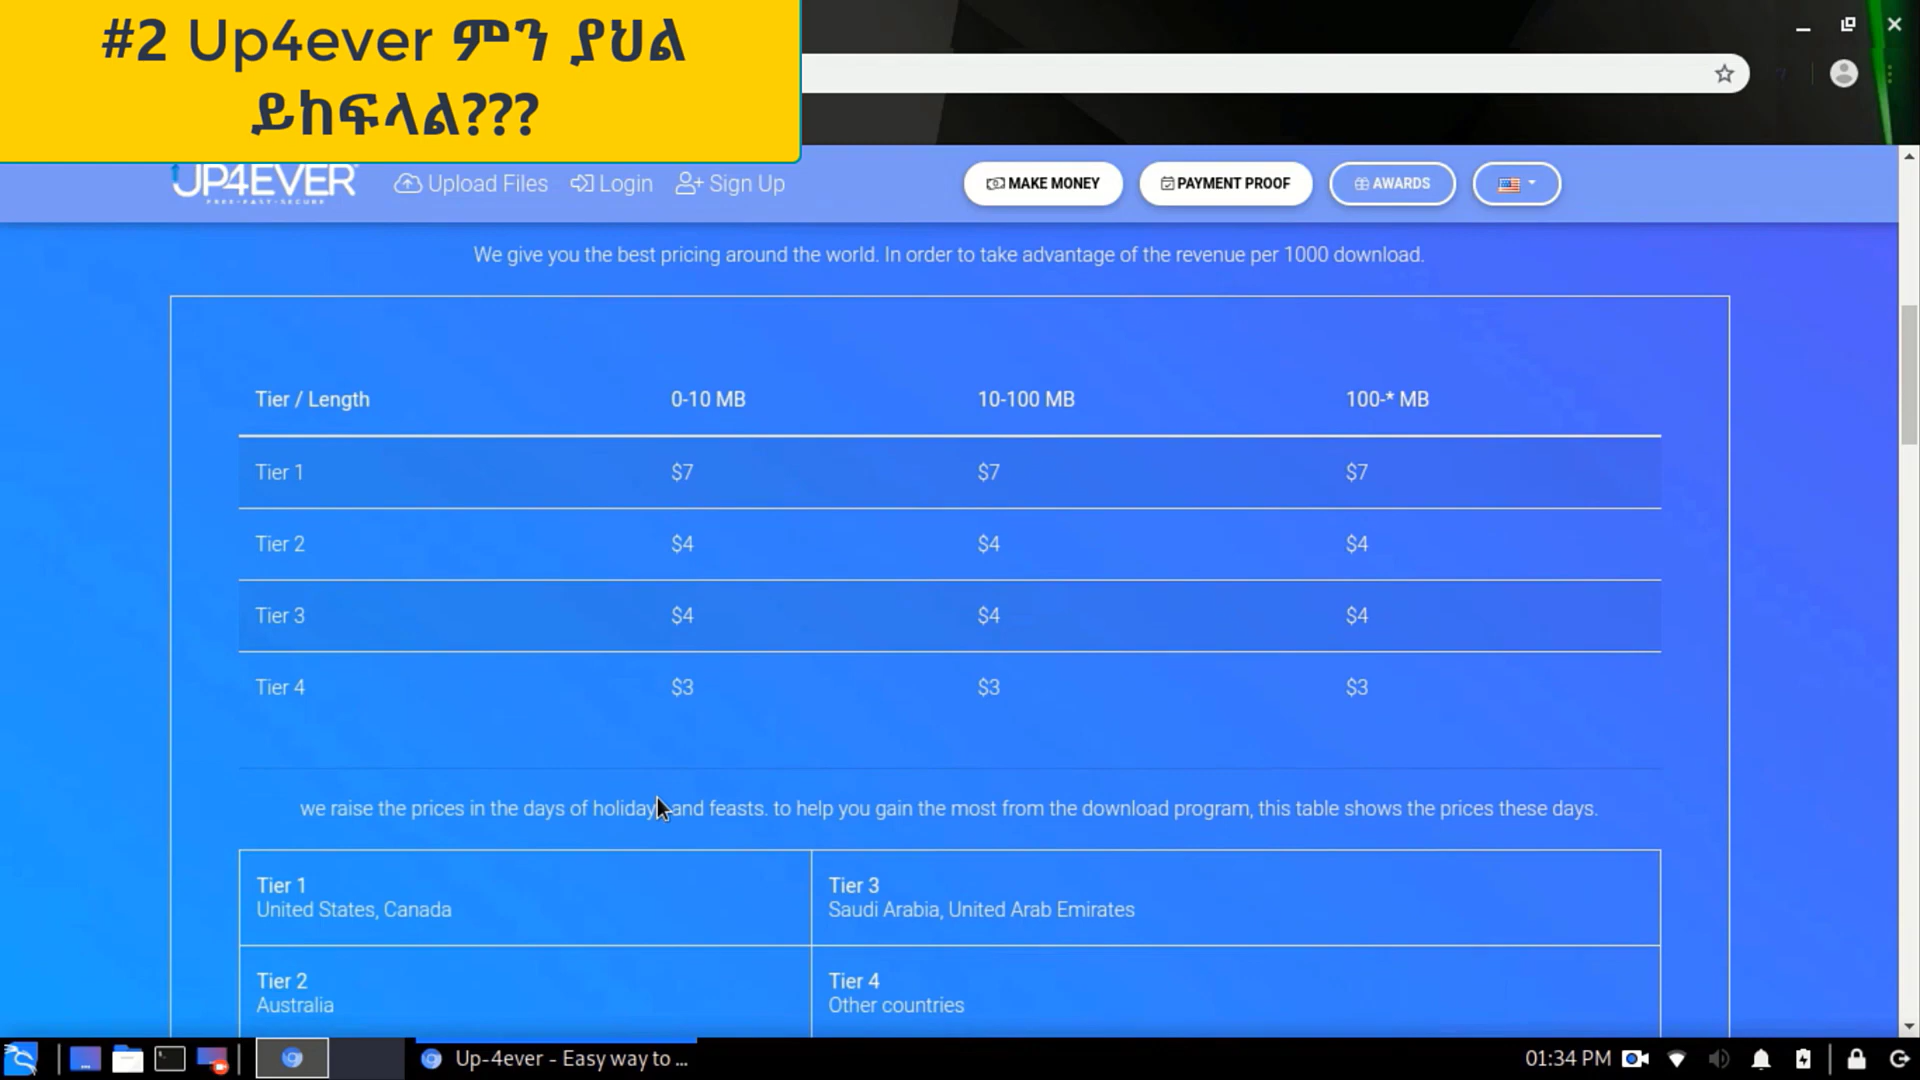 #2 Up4ever ምን ያህል
ይከፍላል???
UP4EVER
FREE-EASY-SECURE
Upload Files
Login
Sign Up
MAKE MONEY
PAYMENT PROOF
AWARDS
We give you the best pricing around the world. In order to take advantage of the revenue per 1000 download.
Tier / Length 0-10 MB 10-100 MB 100-* MB
Tier 1 $7 $7 $7
Tier 2 $4 $4 $4
Tier 3 $4 $4 $4
Tier 4 $3 $3 $3
we raise the prices in the days of holiday and feasts. to help you gain the most from the download program, this table shows the prices these days.
Tier 1
United States, Canada
Tier 3
Saudi Arabia, United Arab Emirates
Tier 2
Australia
Tier 4
Other countries
Up-4ever - Easy way to ...
01:34 PM